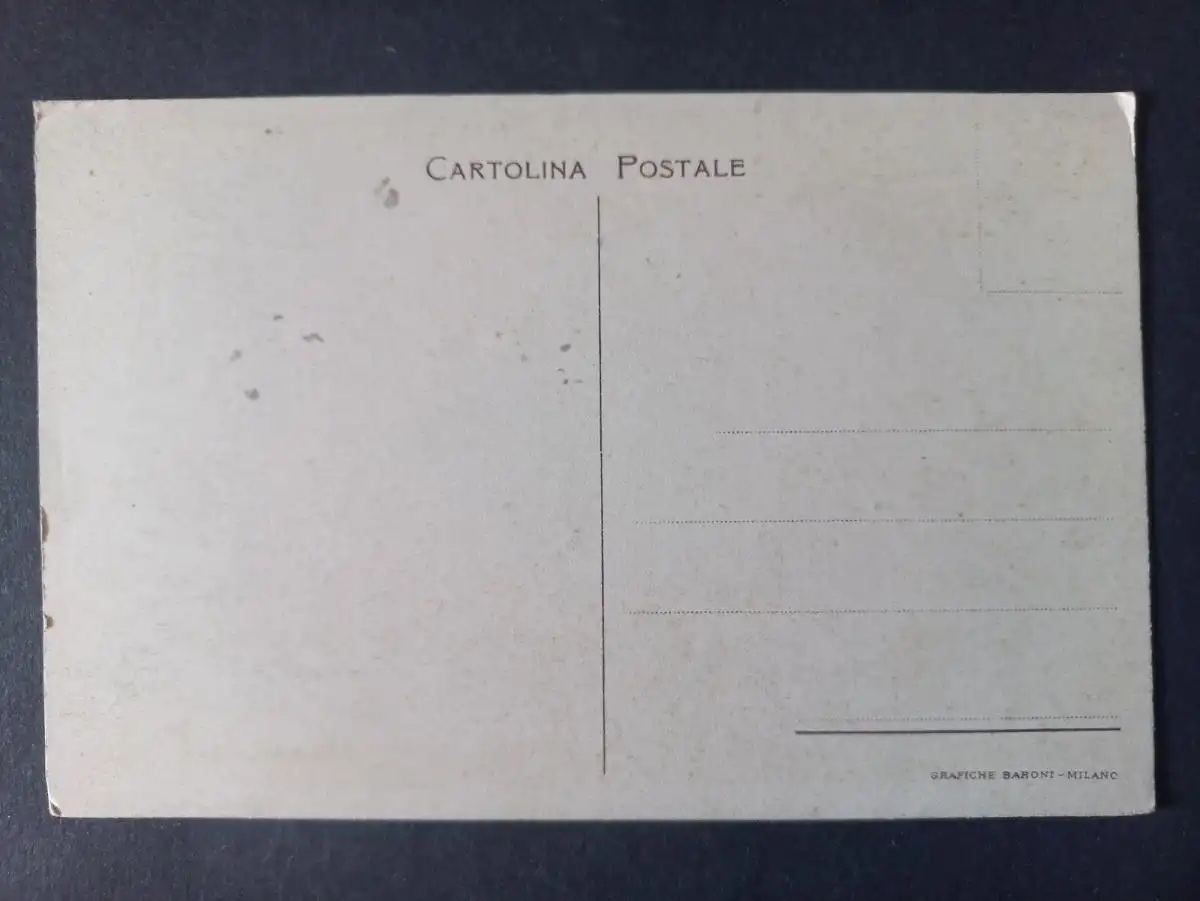 CARTOLINA POSTALE
GRAFICHE BARONI - MILANO